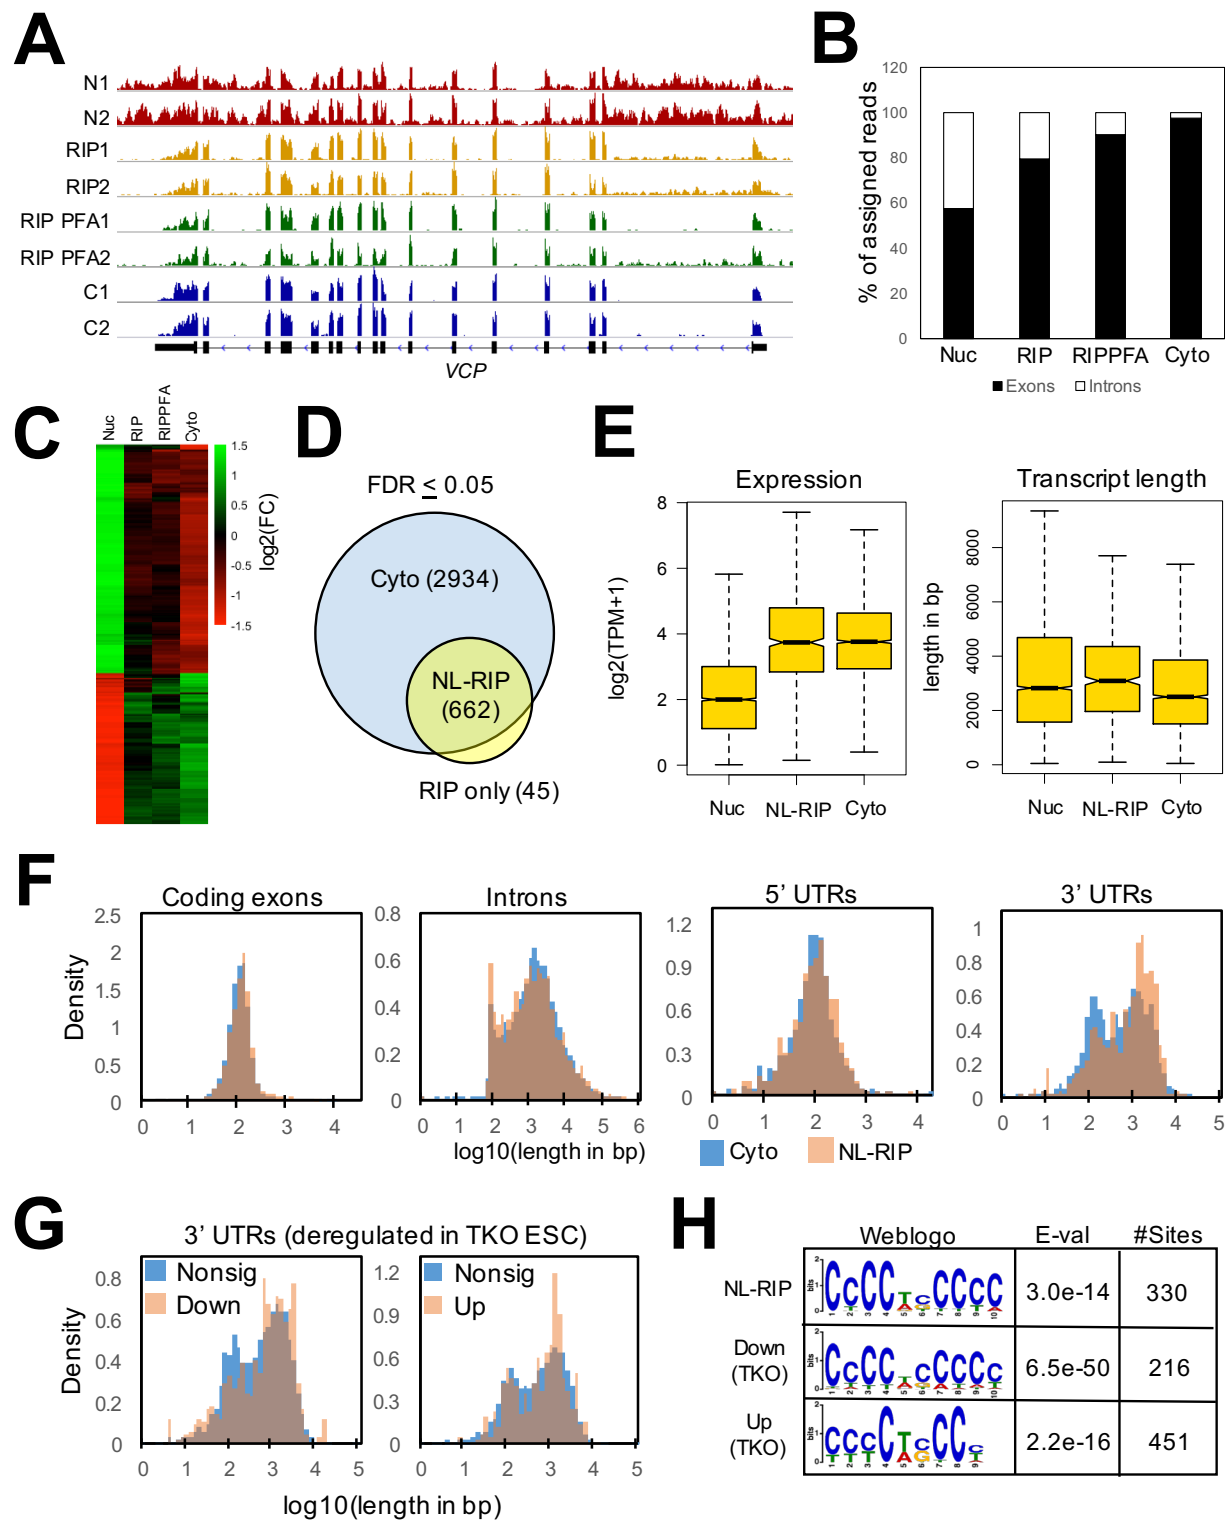 A
N1
N2
RIP1
RIP2
RIP PFA1
RIP PFA2
C1
C2
VCP
B
% of assigned reads
120
100
80
60
40
20
0
Nuc RIP RIPPFA Cyto
Exons Introns
C
Nuc RIP RIPPFA Cyto
1.5
1
0.5
0
-0.5
-1
-1.5
log2(FC)
D
FDR ≤ 0.05
Cyto (2934)
NL-RIP
(662)
RIP only (45)
E
Expression
log2(TPM+1)
8
6
4
2
0
Nuc NL-RIP Cyto
Transcript length
length in bp
8000
6000
4000
2000
0
Nuc NL-RIP Cyto
F
Coding exons
Density
2.5
2
1.5
1
0.5
0
0 1 2 3 4
Introns
0.8
0.6
0.4
0.2
0
0 1 2 3 4 5 6
log10(length in bp)
5’ UTRs
1.2
0.9
0.6
0.3
0
0 1 2 3 4
3’ UTRs
1
0.8
0.6
0.4
0.2
0
0 1 2 3 4 5
Cyto NL-RIP
G
3’ UTRs (deregulated in TKO ESC)
Density
0.8
0.6
0.4
0.2
0
Nonsig
Down
0 1 2 3 4 5
1.2
0.9
0.6
0.3
0
Nonsig
Up
0 1 2 3 4 5
log10(length in bp)
H
Weblogo E-val #Sites
NL-RIP
3.0e-14 330
Down
(TKO)
6.5e-50 216
Up
(TKO)
2.2e-16 451